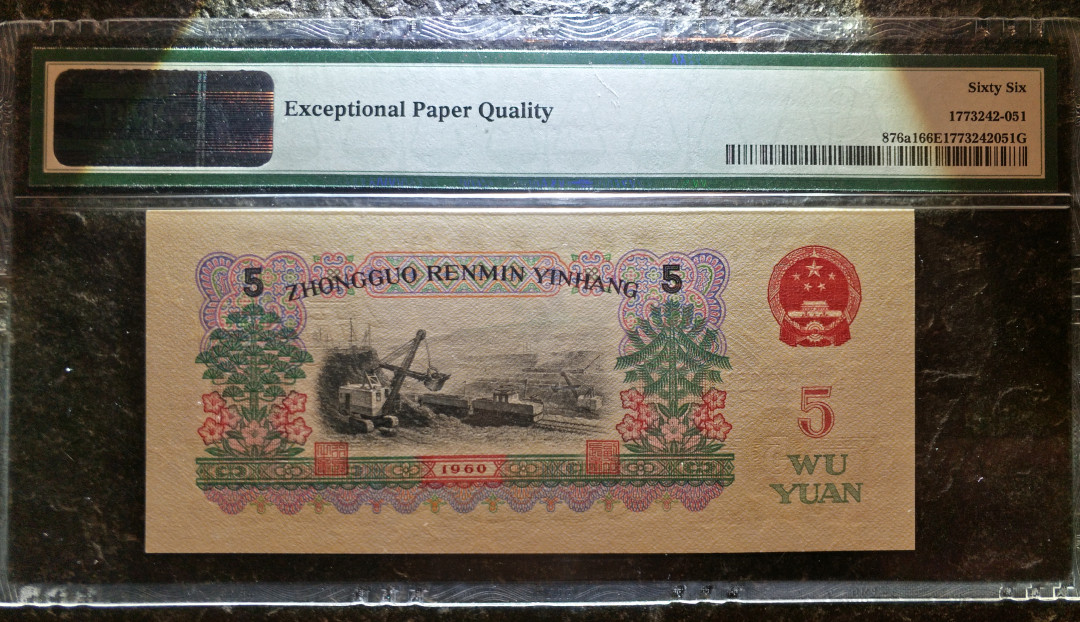 Exceptional Paper Quality
Sixty Six
1773242-051
876a166E1773242051G
5 ZHONGGUO RENMIN YINHANG 5
1960
5
WU
YUAN